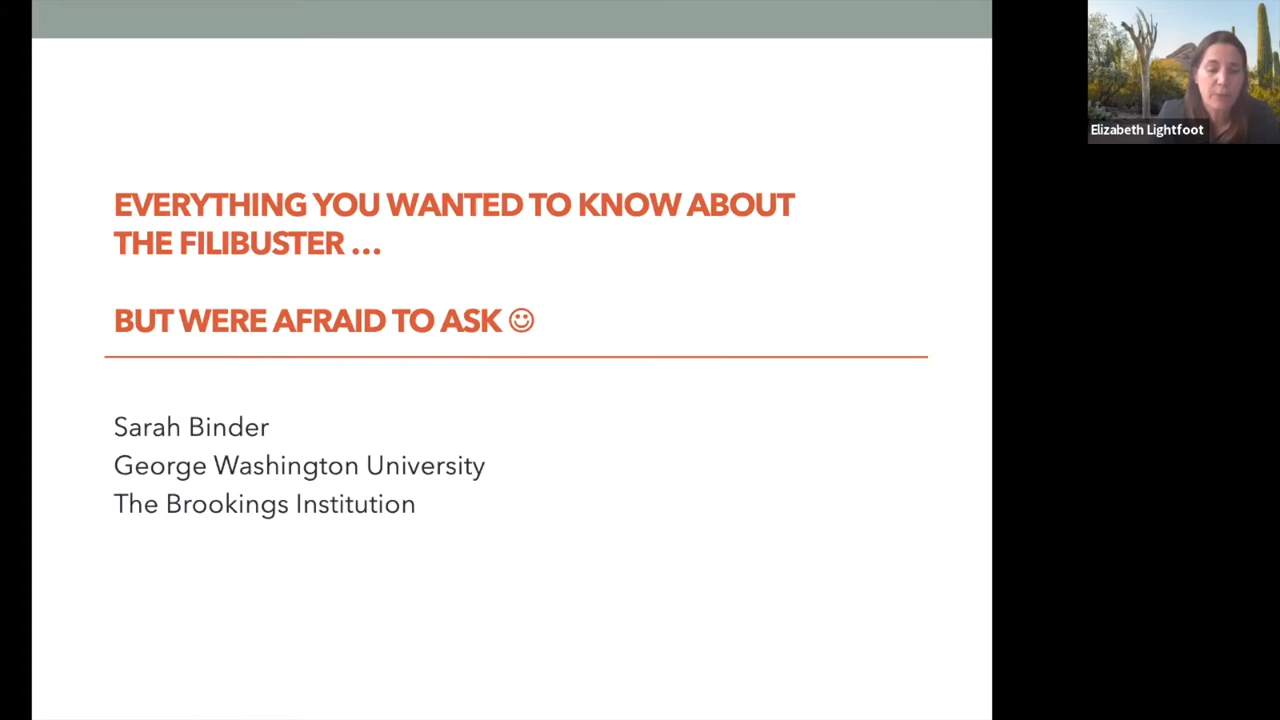 EVERYTHING YOU WANTED TO KNOW ABOUT
THE FILIBUSTER …
BUT WERE AFRAID TO ASK ☺
Sarah Binder
George Washington University
The Brookings Institution
Elizabeth Lightfoot